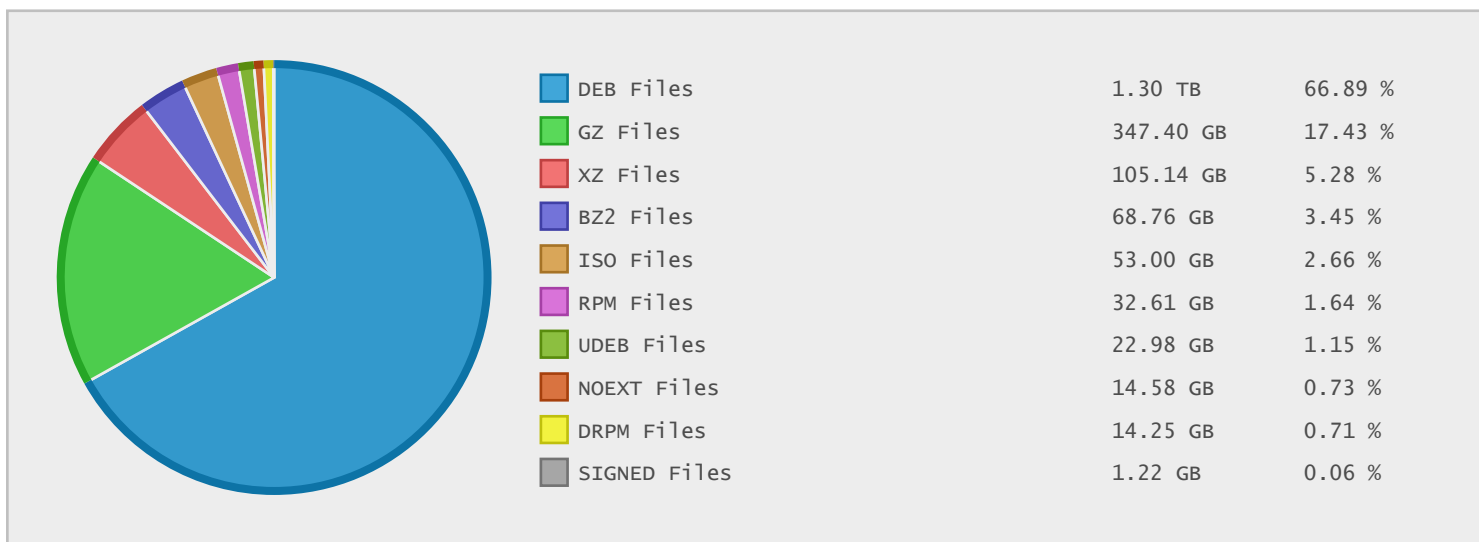 DEB Files 1.30 TB 66.89 %
GZ Files 347.40 GB 17.43 %
XZ Files 105.14 GB 5.28 %
BZ2 Files 68.76 GB 3.45 %
ISO Files 53.00 GB 2.66 %
RPM Files 32.61 GB 1.64 %
UDEB Files 22.98 GB 1.15 %
NOEXT Files 14.58 GB 0.73 %
DRPM Files 14.25 GB 0.71 %
SIGNED Files 1.22 GB 0.06 %